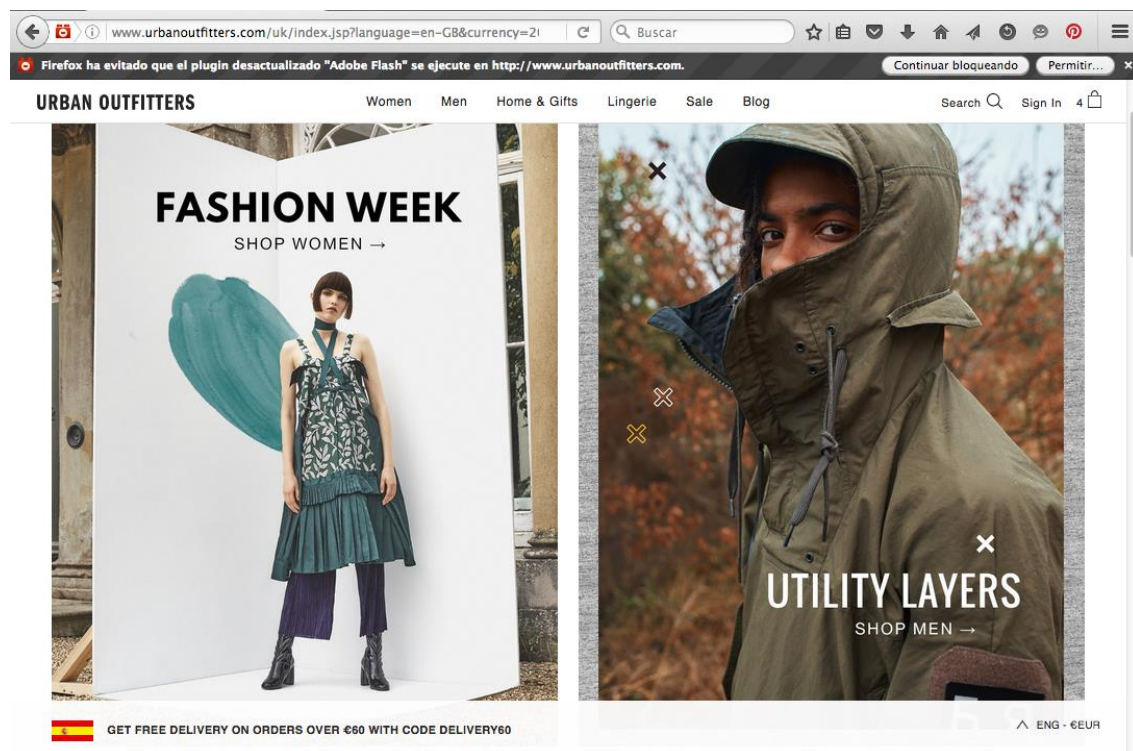 www.urbanoutfitters.com/uk/index.jsp?language=en-GB&currency=2
Buscar
Firefox ha evitado que el plugin desactualizado "Adobe Flash" se ejecute en http://www.urbanoutfitters.com.
Continuar bloqueando
Permitir...
URBAN OUTFITTERS
Women
Men
Home & Gifts
Lingerie
Sale
Blog
Search
Sign In
4
FASHION WEEK
SHOP WOMEN →
UTILITY LAYERS
SHOP MEN →
GET FREE DELIVERY ON ORDERS OVER €60 WITH CODE DELIVERY60
ENG - €EUR